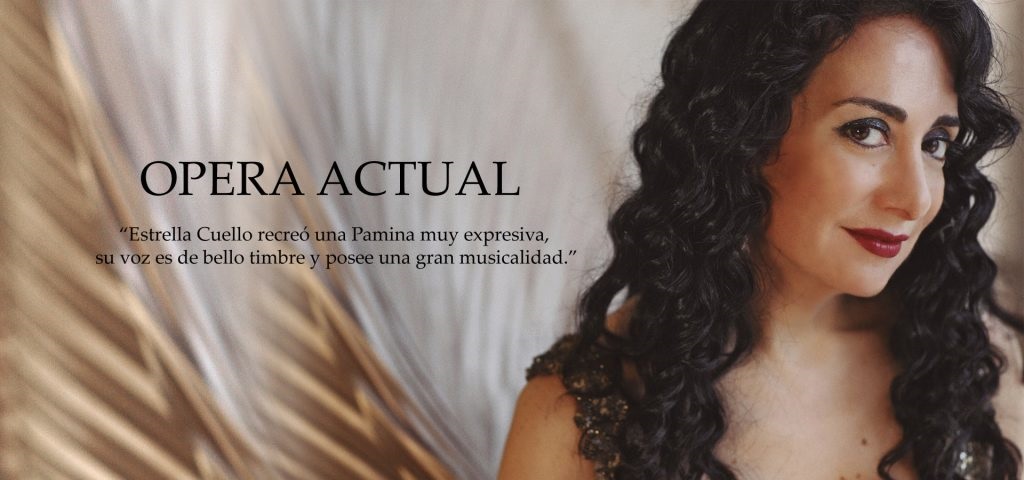 OPERA ACTUAL
“Estrella Cuello recreó una Pamina muy expresiva,
su voz es de bello timbre y posee una gran musicalidad.”